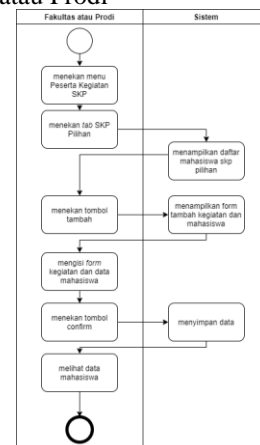 atau Prodi
Fakultas atau Prodi
Sistem
menekan menu
Peserta Kegiatan
SKP
menekan tab SKP
Pilihan
menampilkan daftar
mahasiswa skp
pilihan
menekan tombol
tambah
menampilkan form
tambah kegiatan dan
mahasiswa
mengisi form
kegiatan dan data
mahasiswa
menekan tombol
confirm
menyimpan data
melihat data
mahasiswa